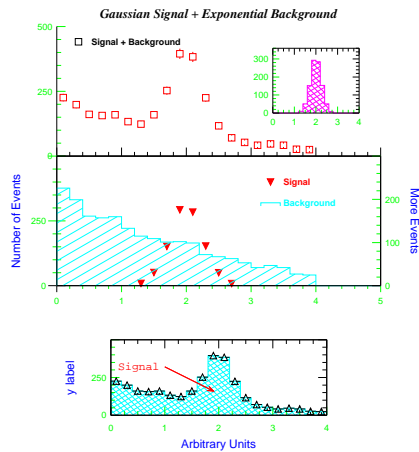 Gaussian Signal + Exponential Background
500
250
0
Signal + Background
300
200
100
0
0 1 2 3 4
Number of Events
250
0
Signal
Background
200
100
0
More Events
0 1 2 3 4 5
y label
250
0
Signal
0 1 2 3 4
Arbitrary Units